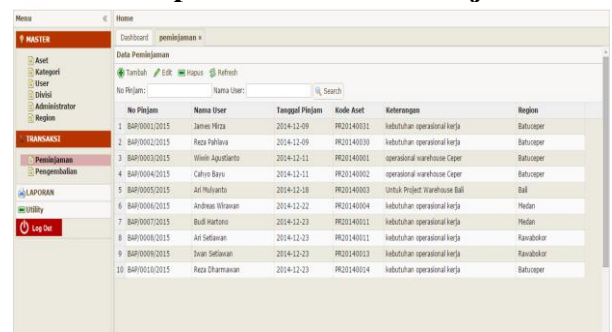 Menu
Home
MASTER
Aset
Kategori
User
Divisi
Administrator
Region
TRANSAKSI
Peminjaman
Pengembalian
LAPORAN
Utility
Log Out
Dashboard peminjaman ×
Data Peminjaman
Tambah Edit Hapus Refresh
No Pinjam: Nama User: Search
No Pinjam Nama User Tanggal Pinjam Kode Aset Keterangan Region
1 BAP/0001/2015 James Mirza 2014-12-09 PR20140031 kebutuhan operasional kerja Batuceper
2 BAP/0002/2015 Reza Pahlava 2014-12-09 PR20140030 kebutuhan operasional kerja Batuceper
3 BAP/0003/2015 Wiwin Agustianto 2014-12-11 PR20140001 operasional warehouse Ceper Batuceper
4 BAP/0004/2015 Cahyo Bayu 2014-12-11 PR20140002 operasional warehouse Ceper Batuceper
5 BAP/0005/2015 Ari Mulyanto 2014-12-18 PR20140003 Untuk Project Warehouse Bali Bali
6 BAP/0006/2015 Andreas Wirawan 2014-12-22 PR20140004 kebutuhan operasional kerja Medan
7 BAP/0007/2015 Budi Hartono 2014-12-23 PR20140011 kebutuhan operasional kerja Medan
8 BAP/0008/2015 Ari Setiawan 2014-12-23 PR20140011 kebutuhan operasional kerja Rawabokor
9 BAP/0009/2015 Iwan Setiawan 2014-12-23 PR20140013 kebutuhan operasional kerja Rawabokor
10 BAP/0010/2015 Reza Dharmawan 2014-12-23 PR20140014 kebutuhan operasional kerja Batuceper